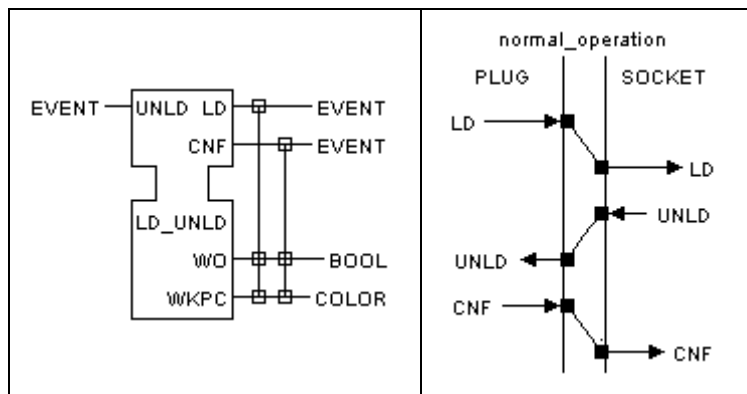 EVENT UNLD LD EVENT
CNF EVENT
LD_UNLD
WO BOOL
WKPC COLOR
normal_operation
PLUG SOCKET
LD
LD
UNLD
UNLD
CNF
CNF